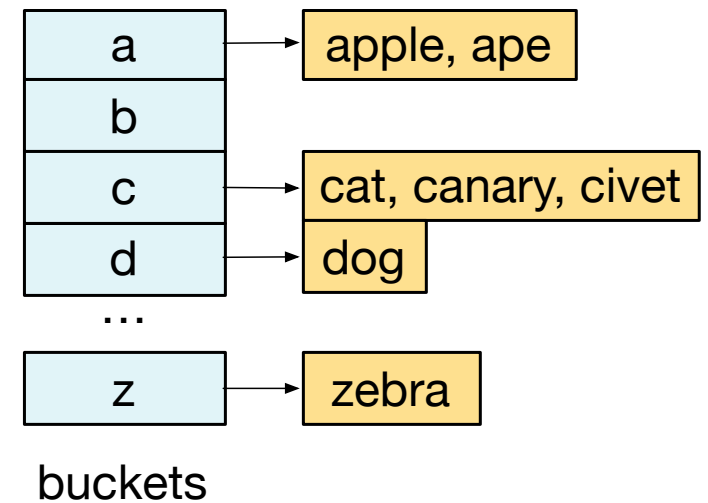 a apple, ape
b
c cat, canary, civet
d dog
...
z zebra
buckets